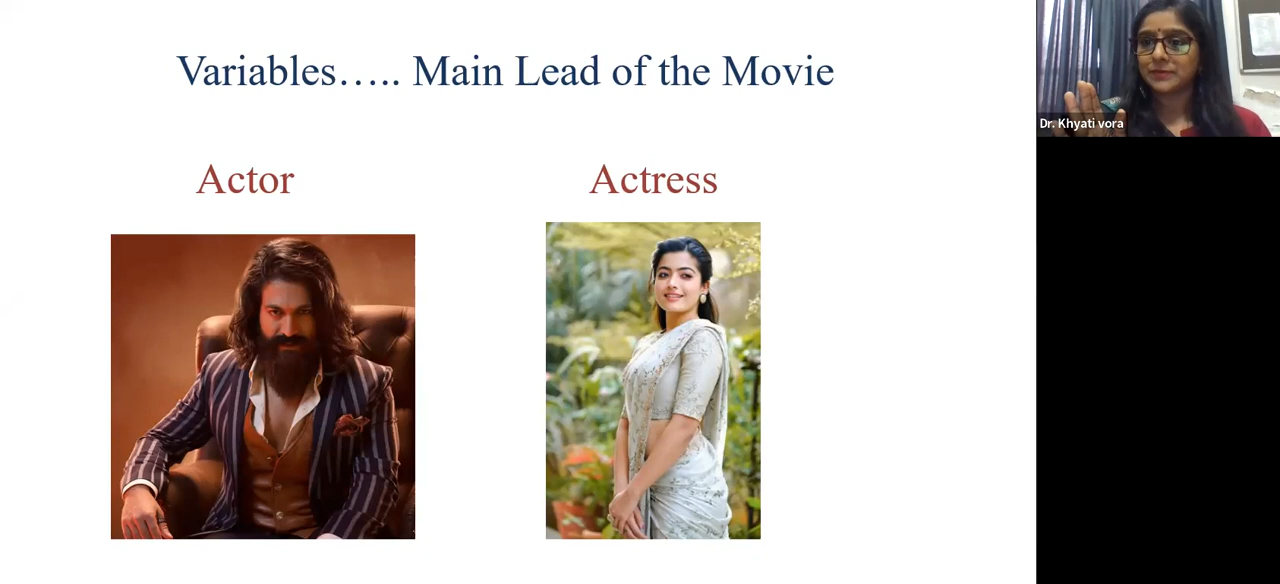 Variables….. Main Lead of the Movie
Actor
Actress
Dr. Khyati vora